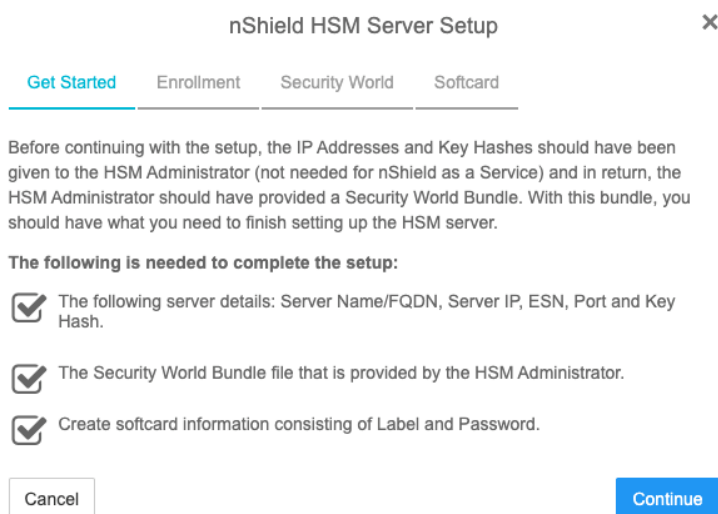 nShield HSM Server Setup
Get Started
Enrollment
Security World
Softcard
Before continuing with the setup, the IP Addresses and Key Hashes should have been
given to the HSM Administrator (not needed for nShield as a Service) and in return, the
HSM Administrator should have provided a Security World Bundle. With this bundle, you
should have what you need to finish setting up the HSM server.
The following is needed to complete the setup:
The following server details: Server Name/FQDN, Server IP, ESN, Port and Key
Hash.
The Security World Bundle file that is provided by the HSM Administrator.
Create softcard information consisting of Label and Password.
Cancel
Continue